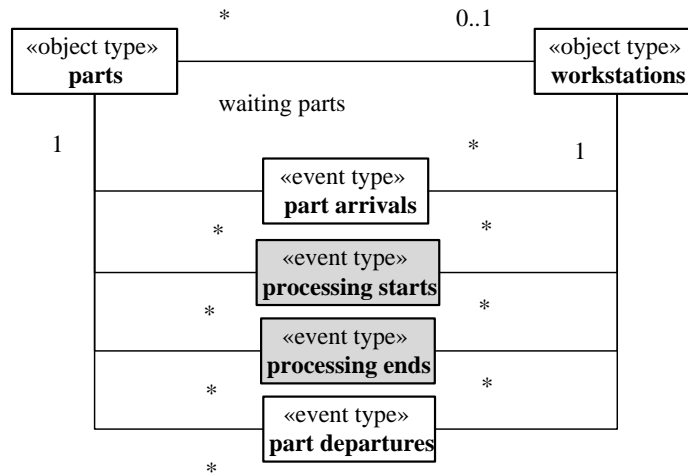 * 0..1
«object type» «object type»
parts workstations
waiting parts
1 * 1
«event type»
part arrivals
* *
«event type»
processing starts
* *
«event type»
processing ends
* *
«event type»
part departures
*